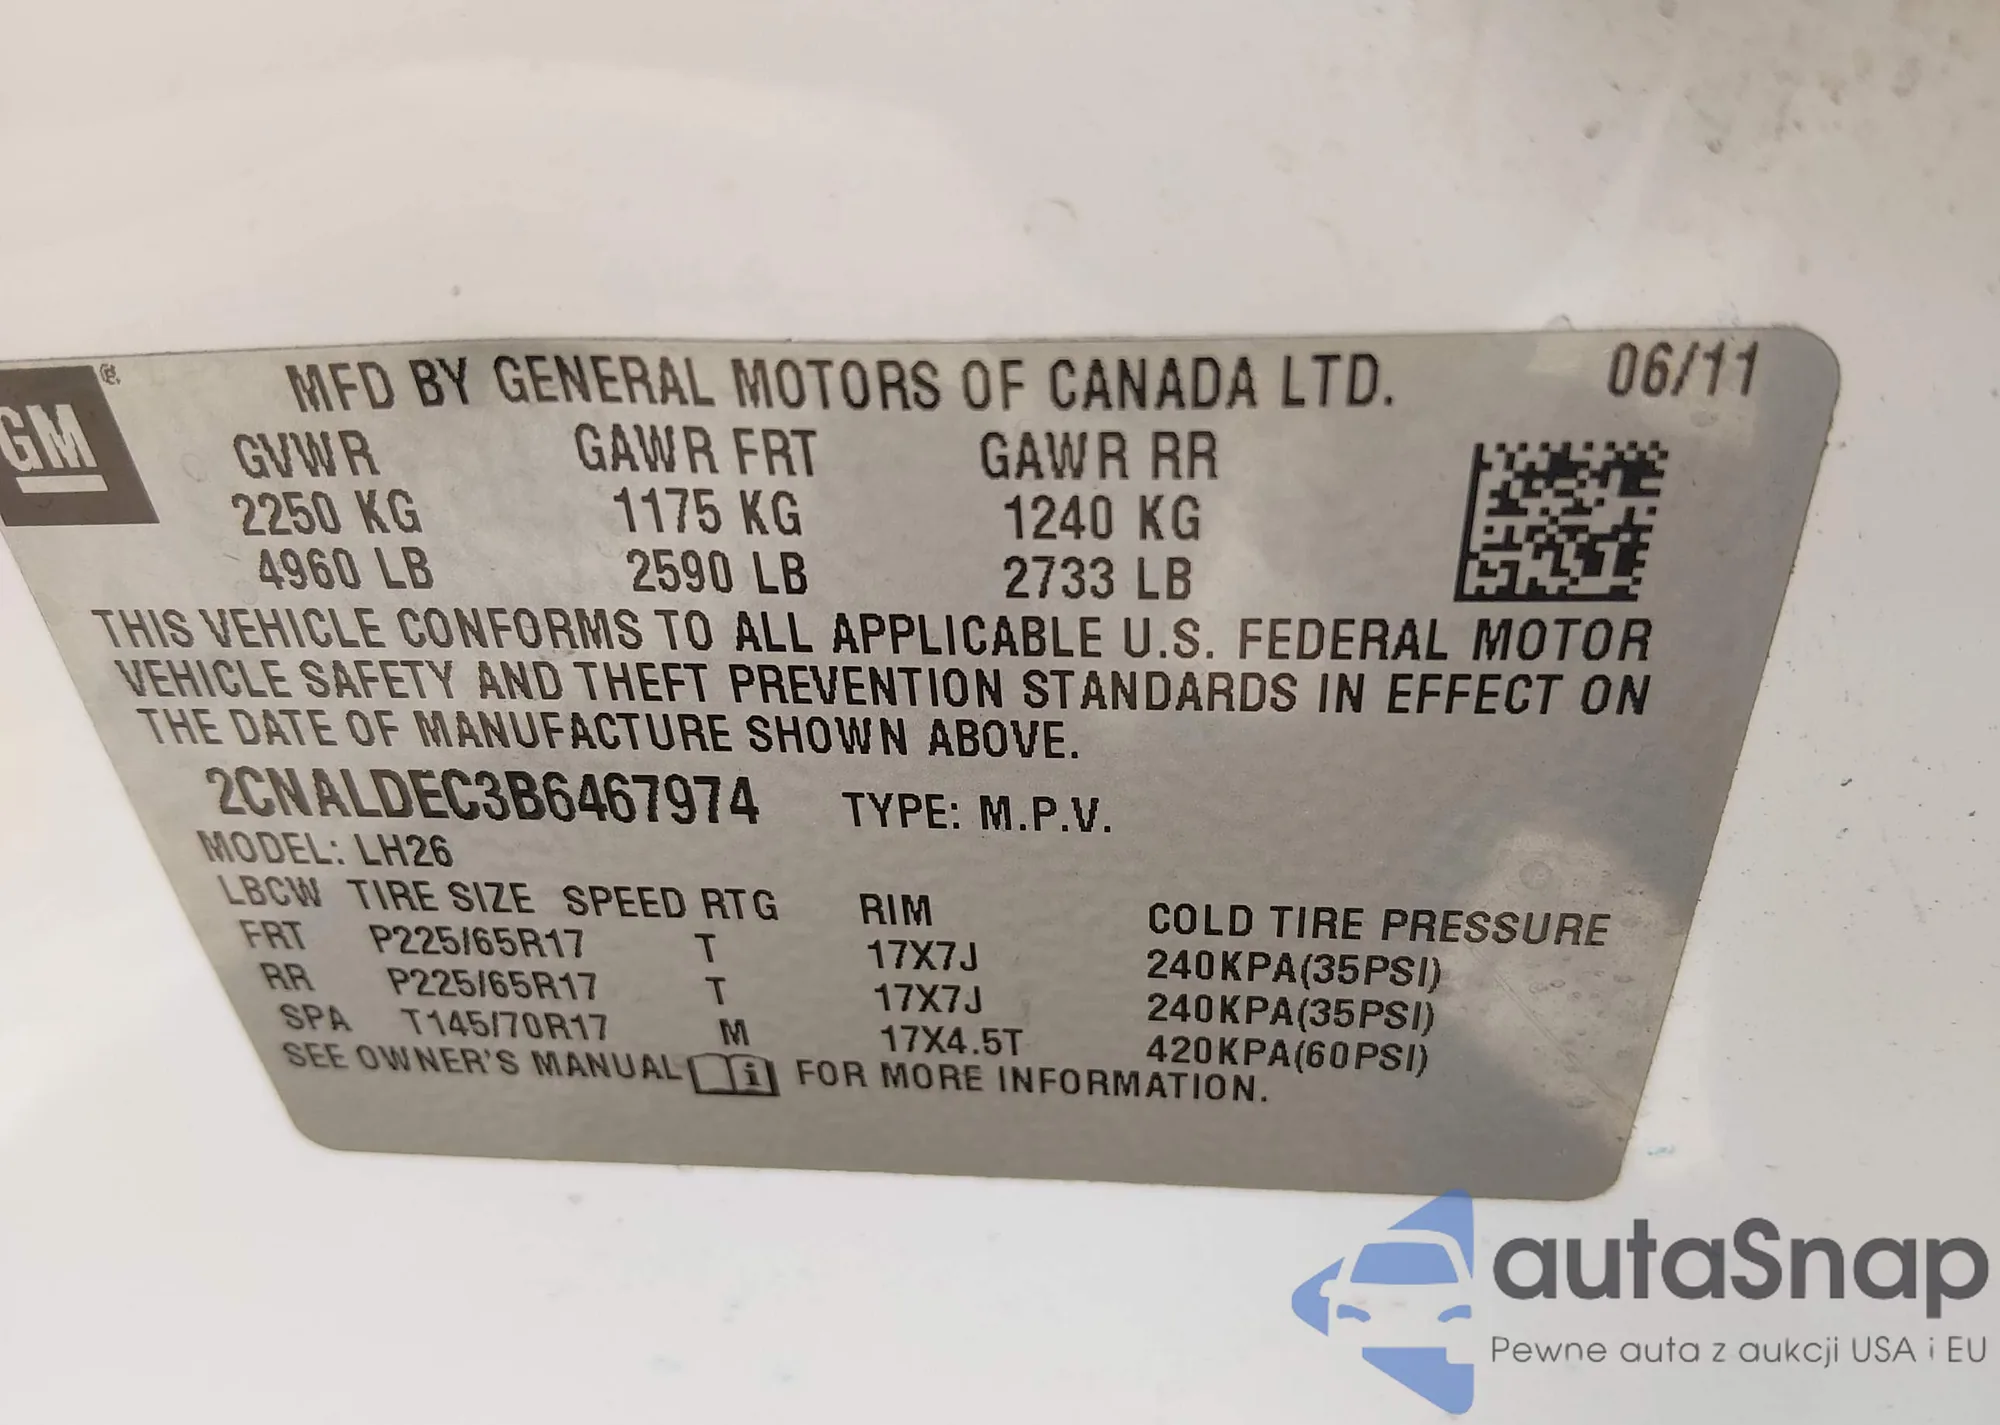 GM
MFD BY GENERAL MOTORS OF CANADA LTD. 06/11
GVWR GAWR FRT GAWR RR
2250 KG 1175 KG 1240 KG
4960 LB 2590 LB 2733 LB
THIS VEHICLE CONFORMS TO ALL APPLICABLE U.S. FEDERAL MOTOR
VEHICLE SAFETY AND THEFT PREVENTION STANDARDS IN EFFECT ON
THE DATE OF MANUFACTURE SHOWN ABOVE.
2CNALDEC3B6467974 TYPE: M.P.V.
MODEL: LH26
LBCW TIRE SIZE SPEED RTG RIM COLD TIRE PRESSURE
FRT P225/65R17 T 17X7J 240KPA(35PSI)
RR P225/65R17 T 17X7J 240KPA(35PSI)
SPA T145/70R17 M 17X4.5T 420KPA(60PSI)
SEE OWNER'S MANUAL i FOR MORE INFORMATION.
autaSnap
Pewne auta z aukcji USA i EU